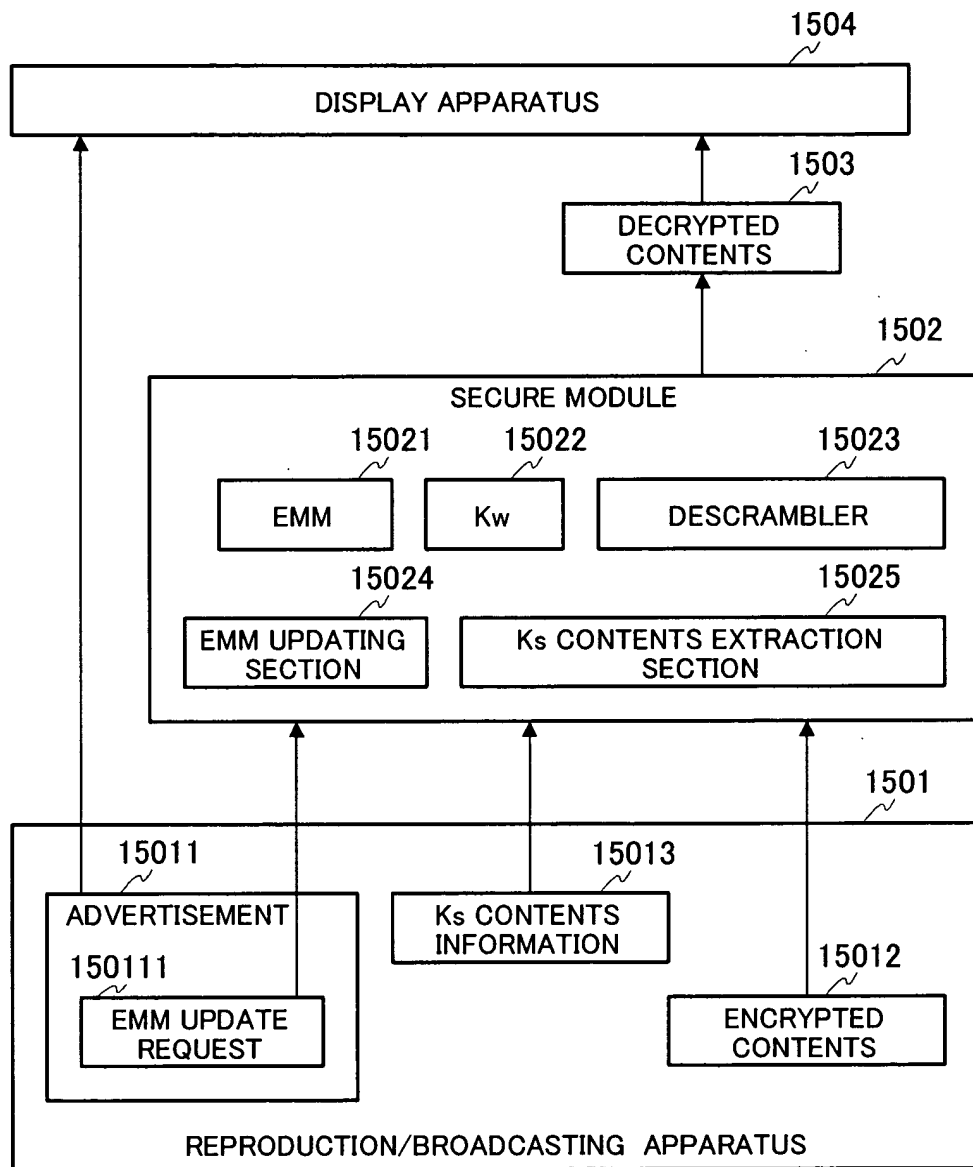 1504
DISPLAY APPARATUS
1503
DECRYPTED
CONTENTS
1502
SECURE MODULE
15021
15022
15023
EMM
Kw
DESCRAMBLER
15024
15025
EMM UPDATING
SECTION
Ks CONTENTS EXTRACTION
SECTION
1501
15011
15013
ADVERTISEMENT
Ks CONTENTS
INFORMATION
150111
15012
EMM UPDATE
REQUEST
ENCRYPTED
CONTENTS
REPRODUCTION/BROADCASTING APPARATUS